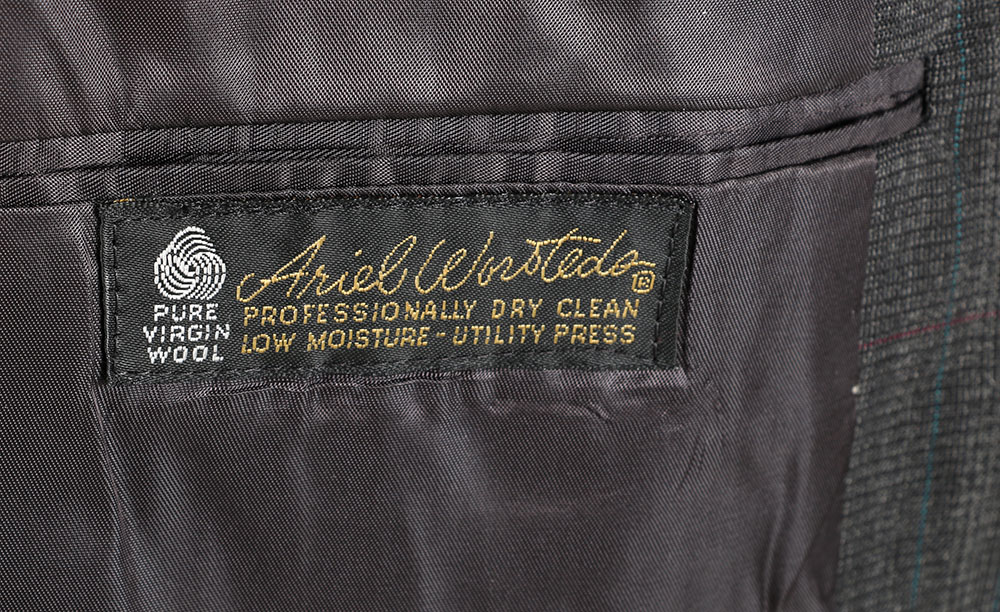 Ariel Worsteds ®
PURE
VIRGIN
WOOL
PROFESSIONALLY DRY CLEAN
LOW MOISTURE - UTILITY PRESS